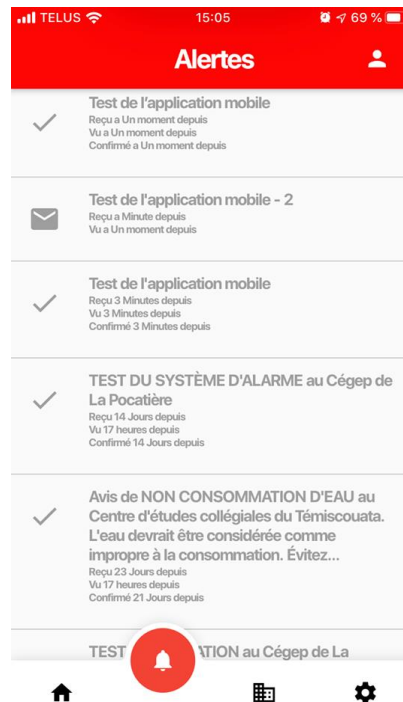 TELUS 15:05 69 %
Alertes
Test de l'application mobile
Reçu a Un moment depuis
Vu a Un moment depuis
Confirmé a Un moment depuis
Test de l'application mobile - 2
Reçu a Minute depuis
Vu a Un moment depuis
Test de l'application mobile
Reçu 3 Minutes depuis
Vu 3 Minutes depuis
Confirmé 3 Minutes depuis
TEST DU SYSTÈME D'ALARME au Cégep de
La Pocatière
Reçu 14 Jours depuis
Vu 17 heures depuis
Confirmé 14 Jours depuis
Avis de NON CONSOMMATION D'EAU au
Centre d'études collégiales du Témiscouata.
L'eau devrait être considérée comme
impropre à la consommation. Évitez...
Reçu 23 Jours depuis
Vu 17 heures depuis
Confirmé 21 Jours depuis
TEST au Cégep de La